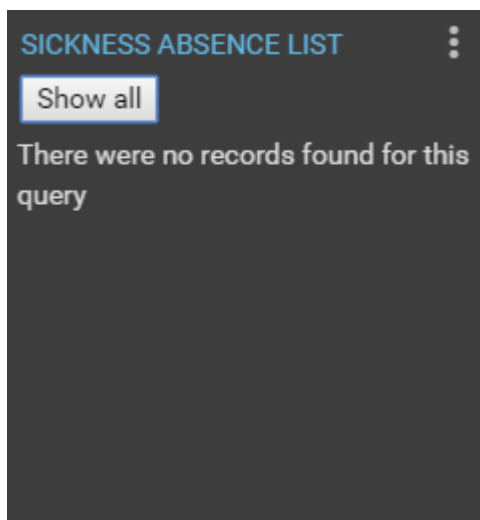 SICKNESS ABSENCE LIST
Show all
There were no records found for this
query